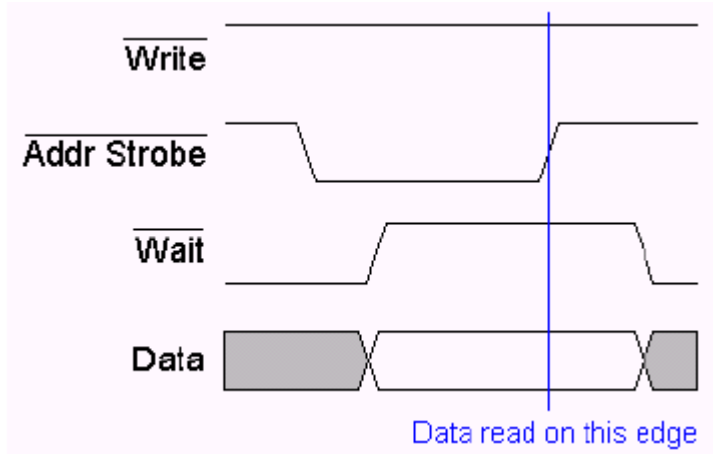 Write
Addr Strobe
Wait
Data
Data read on this edge